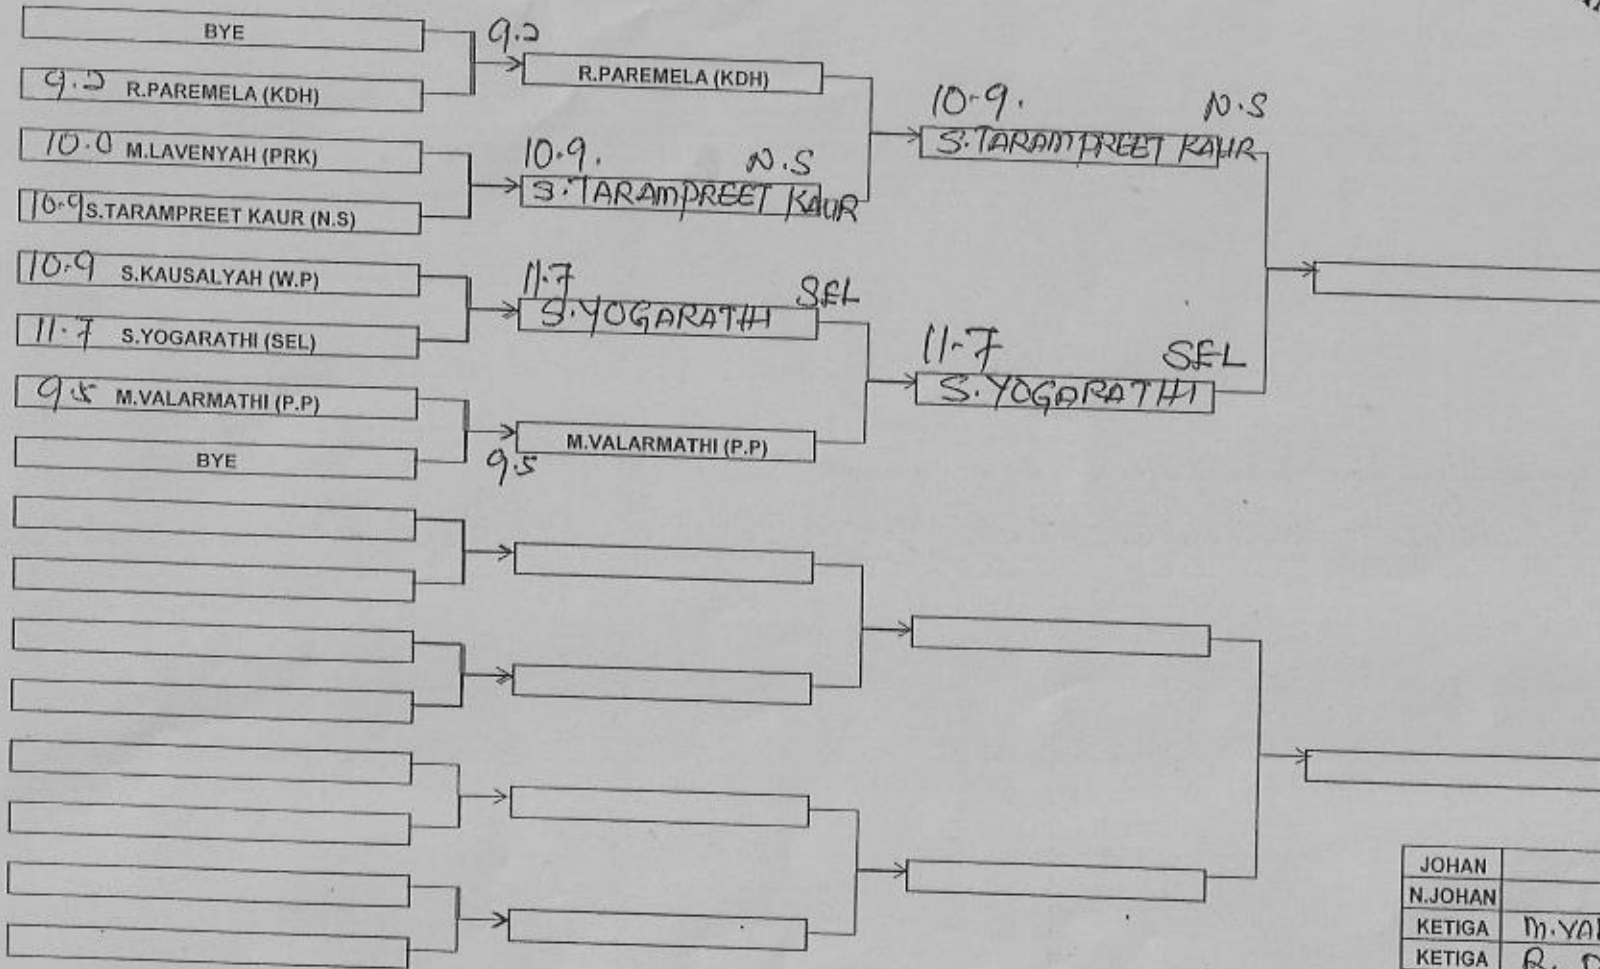 BYE
9.2 R.PAREMELA (KDH)
10.0 M.LAVENYAH (PRK)
10.9 S.TARAMPREET KAUR (N.S)
10.9 S.KAUSALYAH (W.P)
11.7 S.YOGARATHI (SEL)
9.5 M.VALARMATHI (P.P)
BYE
9.2
R.PAREMELA (KDH)
10.9. N.S
S.TARAMPREET KAUR
11.7 SEL
S.YOGARATHI
M.VALARMATHI (P.P)
9.5
10-9. N.S
S.TARAMPREET KAUR
11-7 SEL
S.YOGARATHI
JOHAN
N.JOHAN
KETIGA
KETIGA R.